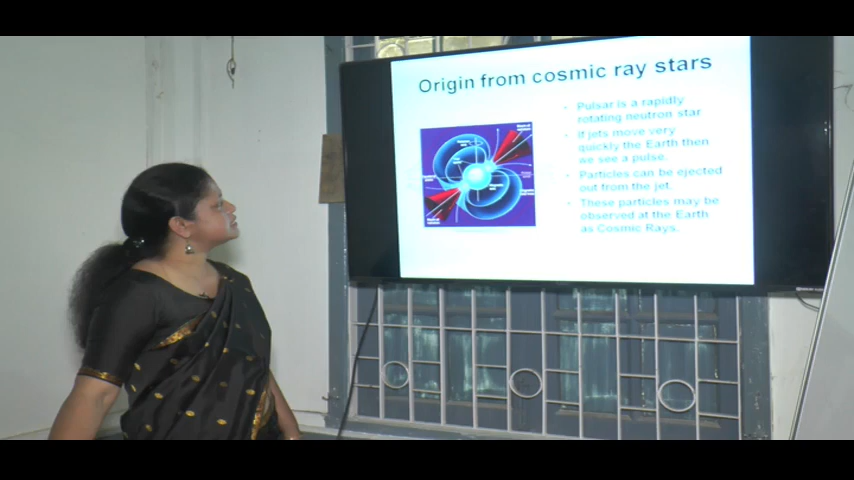 Origin from cosmic ray stars
• Pulsar is a rapidly
rotating neutron star
• If jets move very
quickly the Earth then
we see a pulse.
• Particles can be ejected
out from the jet.
• These particles may be
observed at the Earth
as Cosmic Rays.